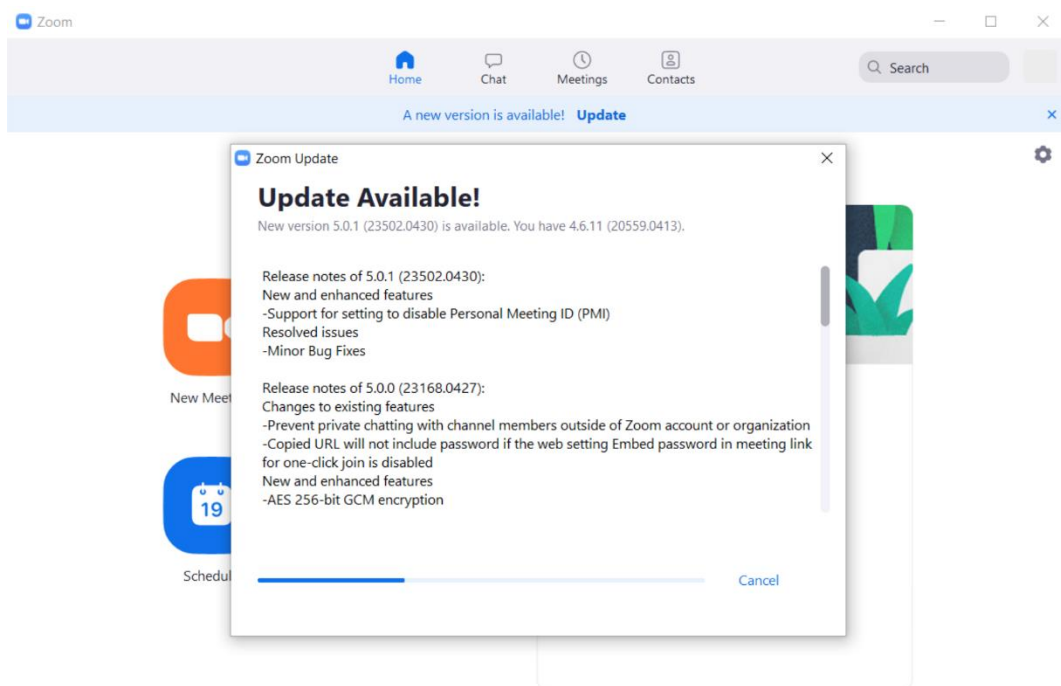 Zoom
Home
Chat
Meetings
Contacts
Search
A new version is available! Update
Zoom Update
Update Available!
New version 5.0.1 (23502.0430) is available. You have 4.6.11 (20559.0413).
Release notes of 5.0.1 (23502.0430):
New and enhanced features
-Support for setting to disable Personal Meeting ID (PMI)
Resolved issues
-Minor Bug Fixes
Release notes of 5.0.0 (23168.0427):
Changes to existing features
-Prevent private chatting with channel members outside of Zoom account or organization
-Copied URL will not include password if the web setting Embed password in meeting link
for one-click join is disabled
New and enhanced features
-AES 256-bit GCM encryption
New Meet
19
Schedul
Cancel